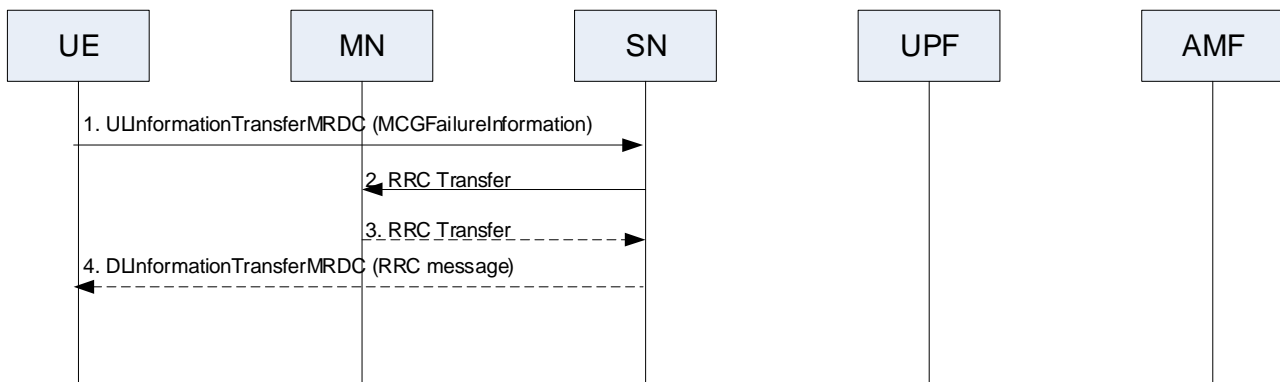 UE
MN
SN
UPF
AMF
1. ULInformationTransferMRDC (MCGFailureInformation)
2. RRC Transfer
3. RRC Transfer
4. DLInformationTransferMRDC (RRC message)